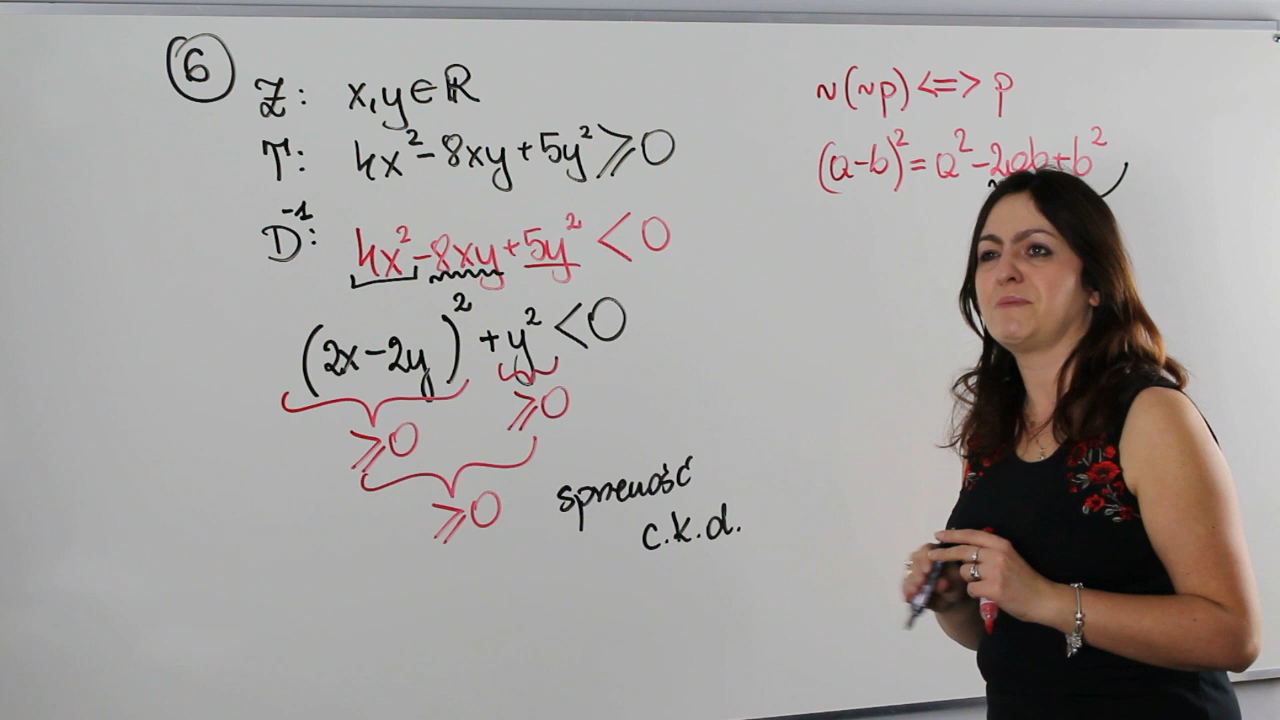 6
Z: x,y∈ℝ
T: 4x²-8xy+5y²⩾0
D⁻¹: 4x²-8xy+5y²<0
(2x-2y)²+y²<0
⩾0
⩾0
⩾0
sprzeność
c.k.d.
~(~p)<=>p
(a-b)²=a²-2ab+b²